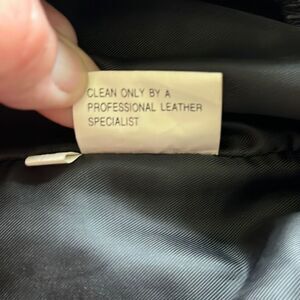 CLEAN ONLY BY A
PROFESSIONAL LEATHER
SPECIALIST